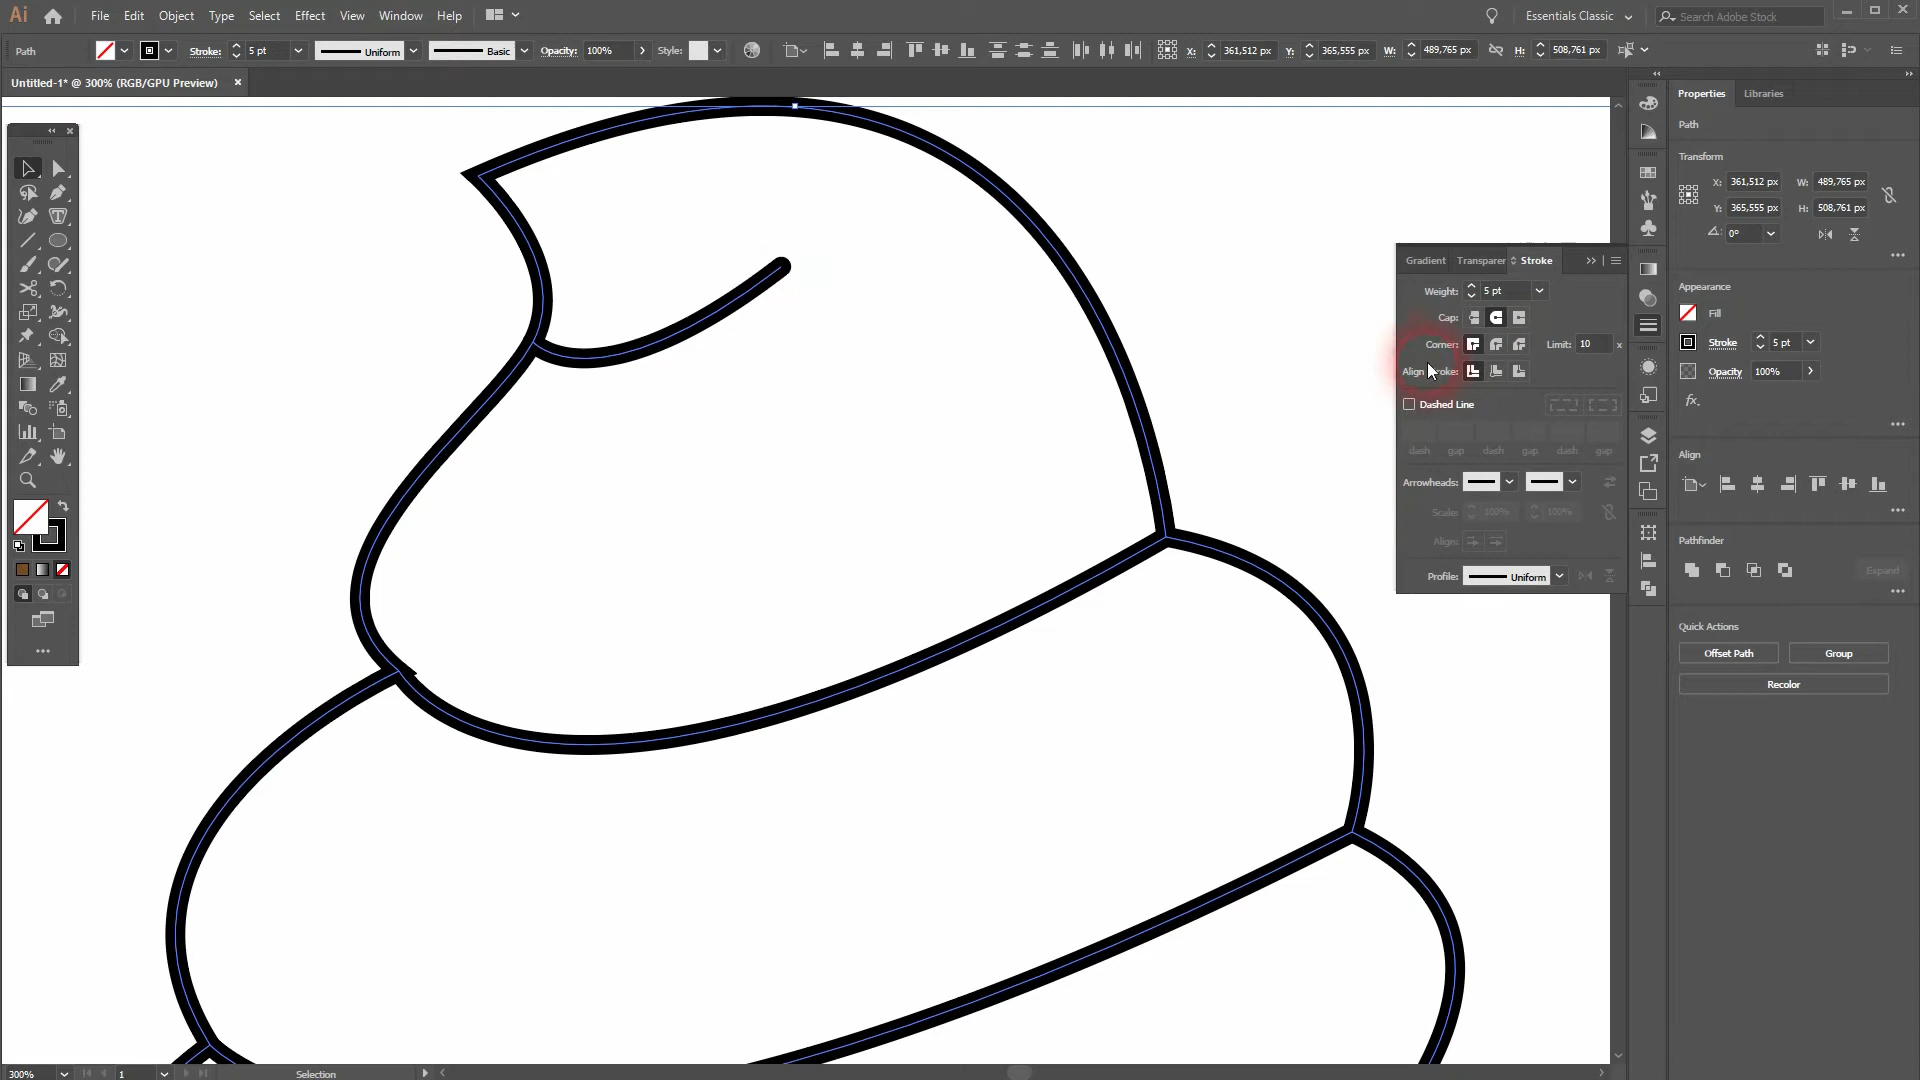 Ai File Edit Object Type Select Effect View Window Help Essentials Classic Search Adobe Stock
Path Stroke: 5 pt Uniform Basic Opacity: 100% Style: X: 361,512 px Y: 365,555 px W: 489,765 px H: 508,761 px
Untitled-1* @ 300% (RGB/GPU Preview) ×
Properties Libraries
Path
Transform
X: 361,512 px W: 489,765 px
Y: 365,555 px H: 508,761 px
0°
Gradient Transparer Stroke
Weight: 5 pt
Cap:
Corner: Limit: 10 x
Align Stroke:
Dashed Line
dash gap dash gap dash gap
Arrowheads:
Scale: 100% 100%
Align:
Profile: Uniform
Appearance
Fill
Stroke 5 pt
Opacity 100%
fx.
Align
Pathfinder
Expand
Quick Actions
Offset Path Group
Recolor
300% 1 Selection